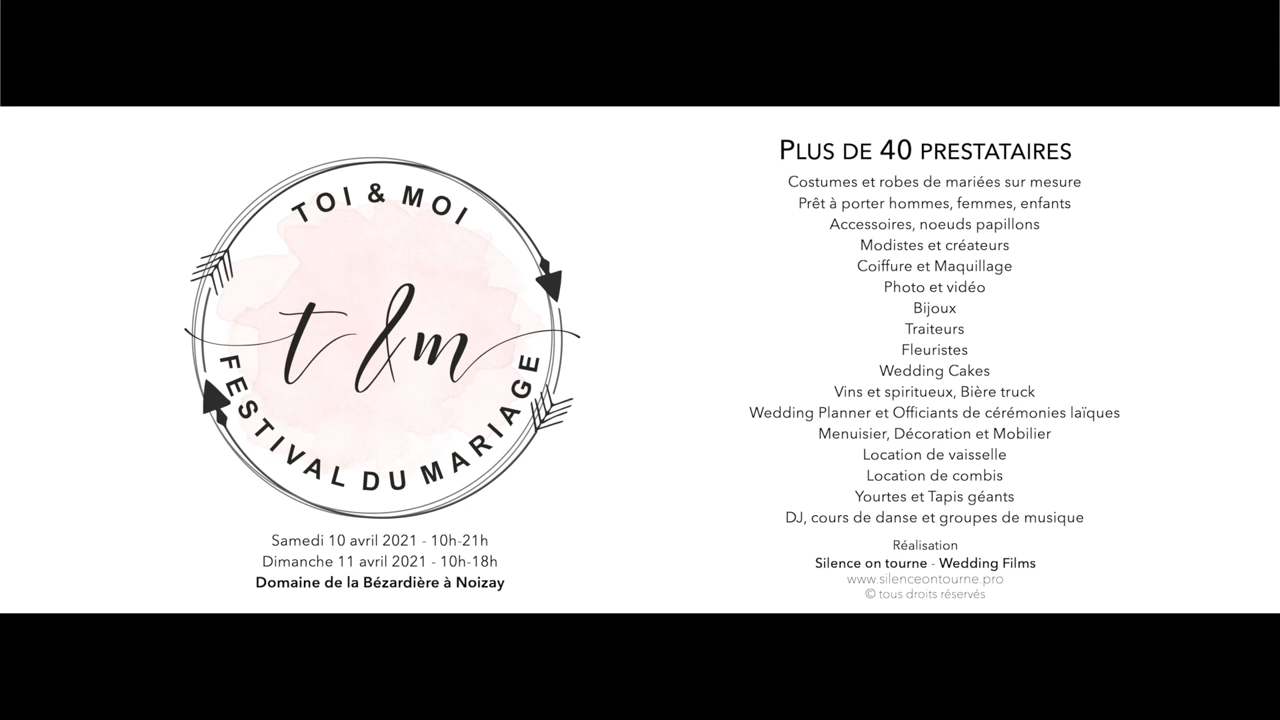 TOI & MOI
t &m
FESTIVAL DU MARIAGE
Samedi 10 avril 2021 - 10h-21h
Dimanche 11 avril 2021 - 10h-18h
Domaine de la Bézardière à Noizay
PLUS DE 40 PRESTATAIRES
Costumes et robes de mariées sur mesure
Prêt à porter hommes, femmes, enfants
Accessoires, noeuds papillons
Modistes et créateurs
Coiffure et Maquillage
Photo et vidéo
Bijoux
Traiteurs
Fleuristes
Wedding Cakes
Vins et spiritueux, Bière truck
Wedding Planner et Officiants de cérémonies laïques
Menuisier, Décoration et Mobilier
Location de vaisselle
Location de combis
Yourtes et Tapis géants
DJ, cours de danse et groupes de musique
Réalisation
Silence on tourne - Wedding Films
www.silenceontourne.pro
© tous droits réservés